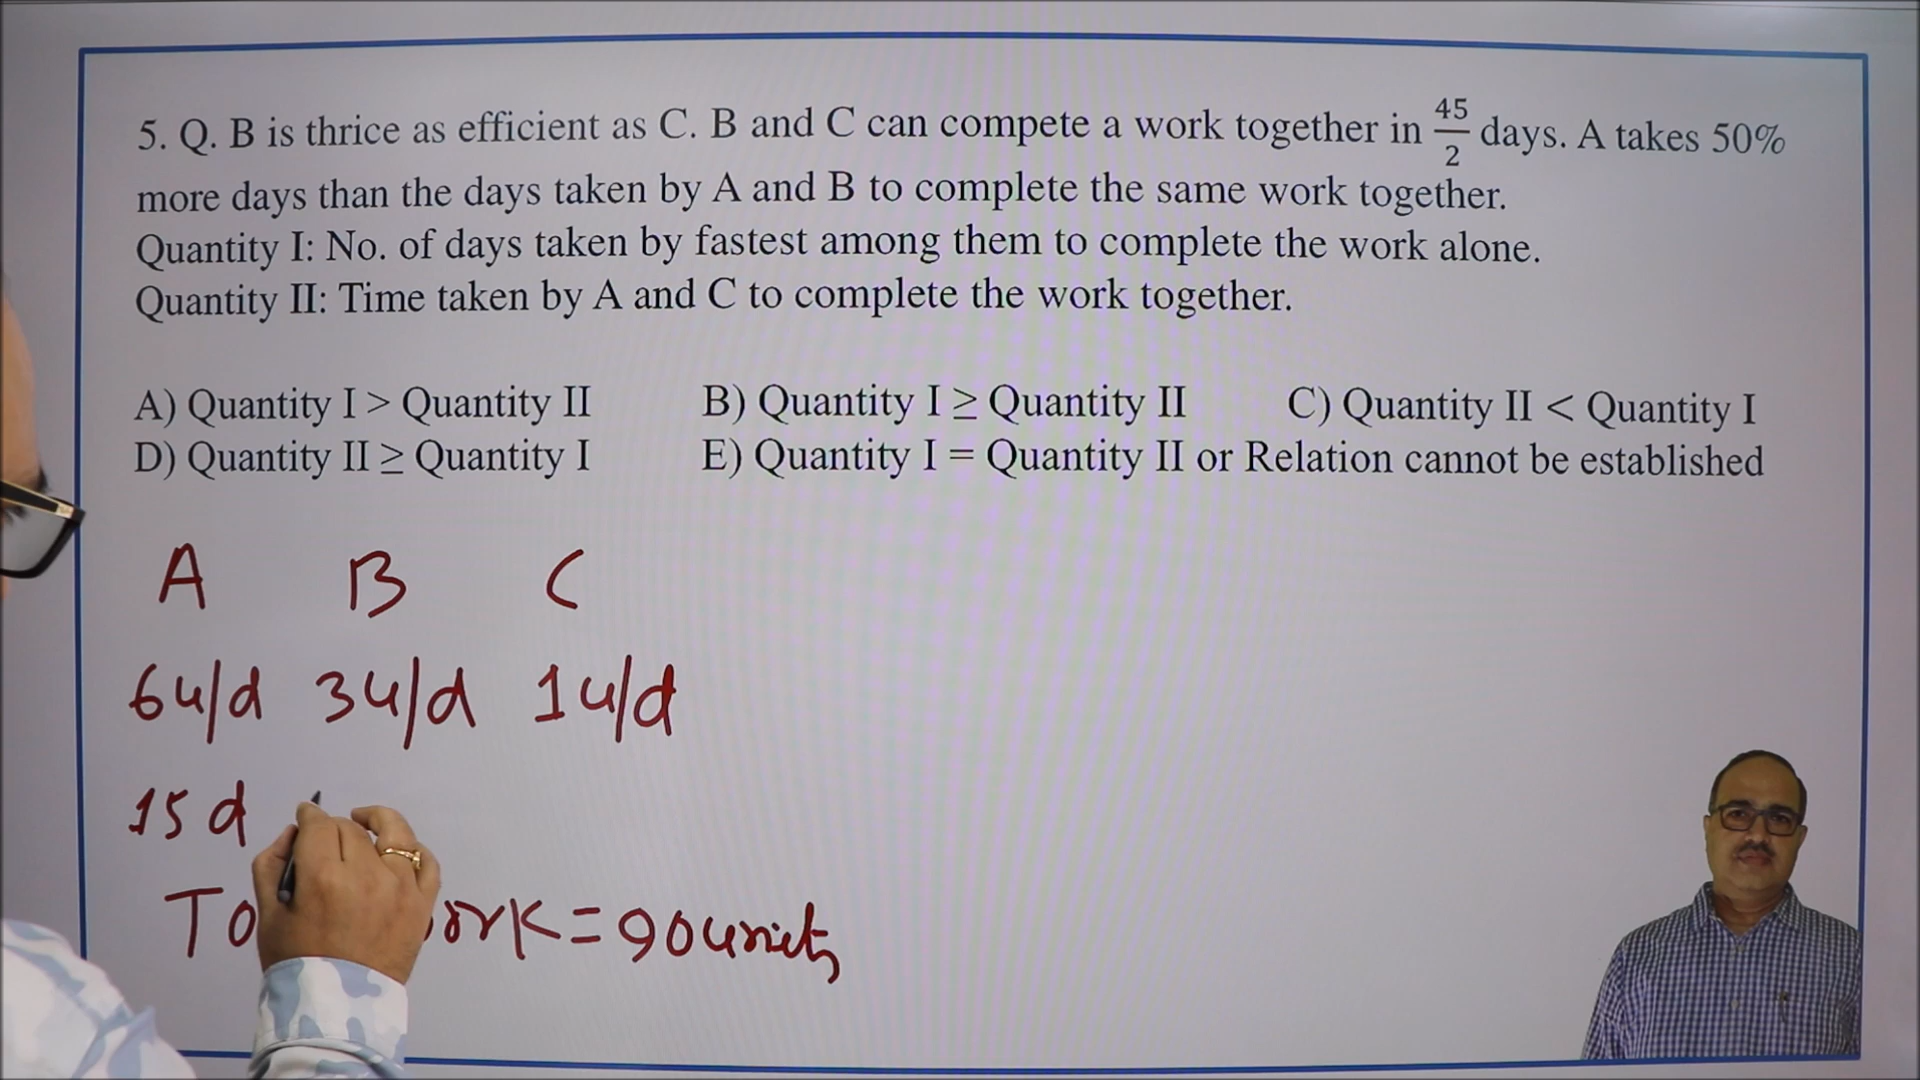 5. Q. B is thrice as efficient as C. B and C can compete a work together in 45/2 days. A takes 50%
more days than the days taken by A and B to complete the same work together.
Quantity I: No. of days taken by fastest among them to complete the work alone.
Quantity II: Time taken by A and C to complete the work together.
A) Quantity I > Quantity II B) Quantity I ≥ Quantity II C) Quantity II < Quantity I
D) Quantity II ≥ Quantity I E) Quantity I = Quantity II or Relation cannot be established
A B C
6u/d 3u/d 1u/d
15 d
= 90 units